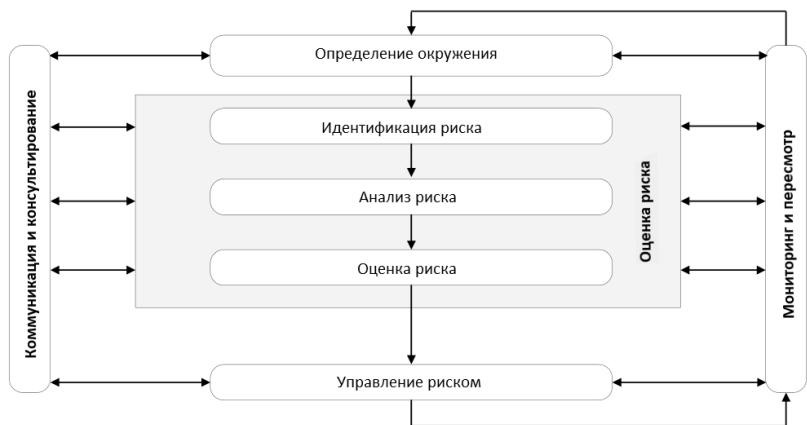 Определение окружения
Коммуникация и консультирование
Идентификация риска
Анализ риска
Оценка риска
Оценка риска
Мониторинг и пересмотр
Управление риском